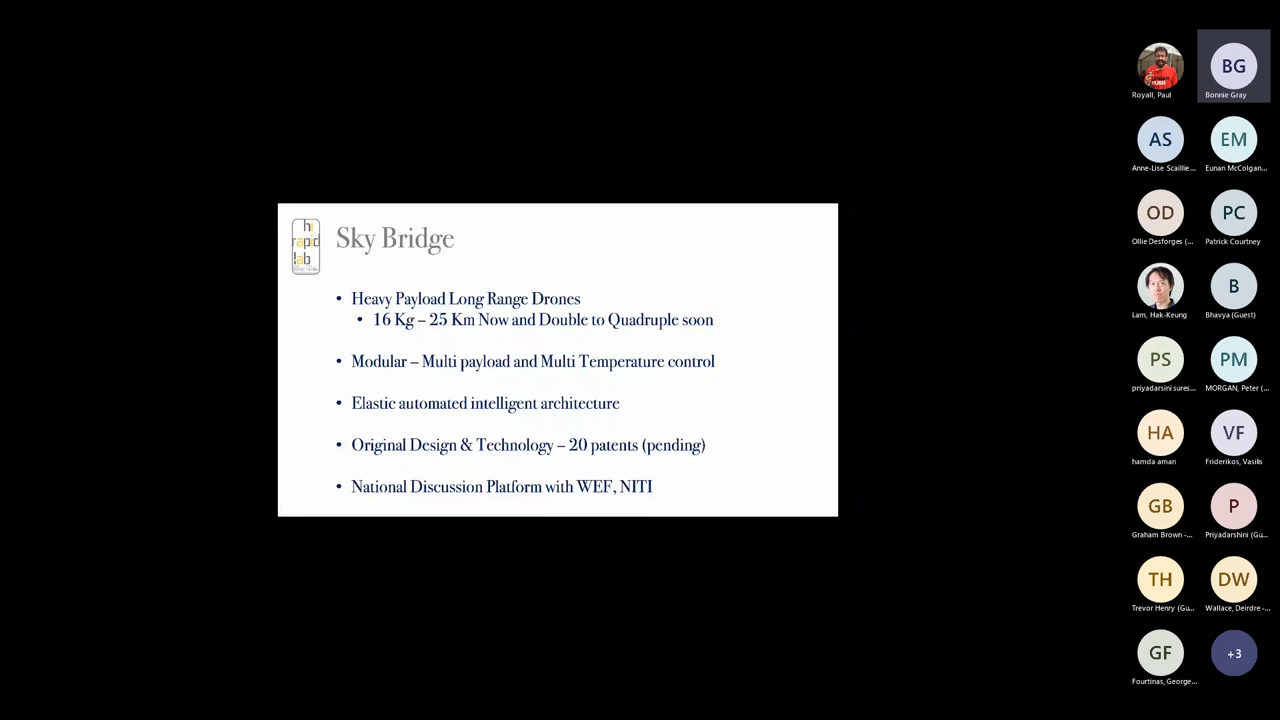 hi
rapid
lab
Sky Bridge
• Heavy Payload Long Range Drones
• 16 Kg – 25 Km Now and Double to Quadruple soon
• Modular – Multi payload and Multi Temperature control
• Elastic automated intelligent architecture
• Original Design & Technology – 20 patents (pending)
• National Discussion Platform with WEF, NITI
Royall, Paul
BG
Bonnie Gray
AS
Anne-Lise Scaillie...
EM
Eunan McColgan...
OD
Ollie Desforges (...
PC
Patrick Courtney
Lam, Hak-Keung
B
Bhavya (Guest)
PS
priyadarsini sures...
PM
MORGAN, Peter (...
HA
hamda aman
VF
Friderikos, Vasilis
GB
Graham Brown -...
P
Priyadarshini (Gu...
TH
Trevor Henry (Gu...
DW
Wallace, Deirdre -...
GF
Fourtinas, George...
+3